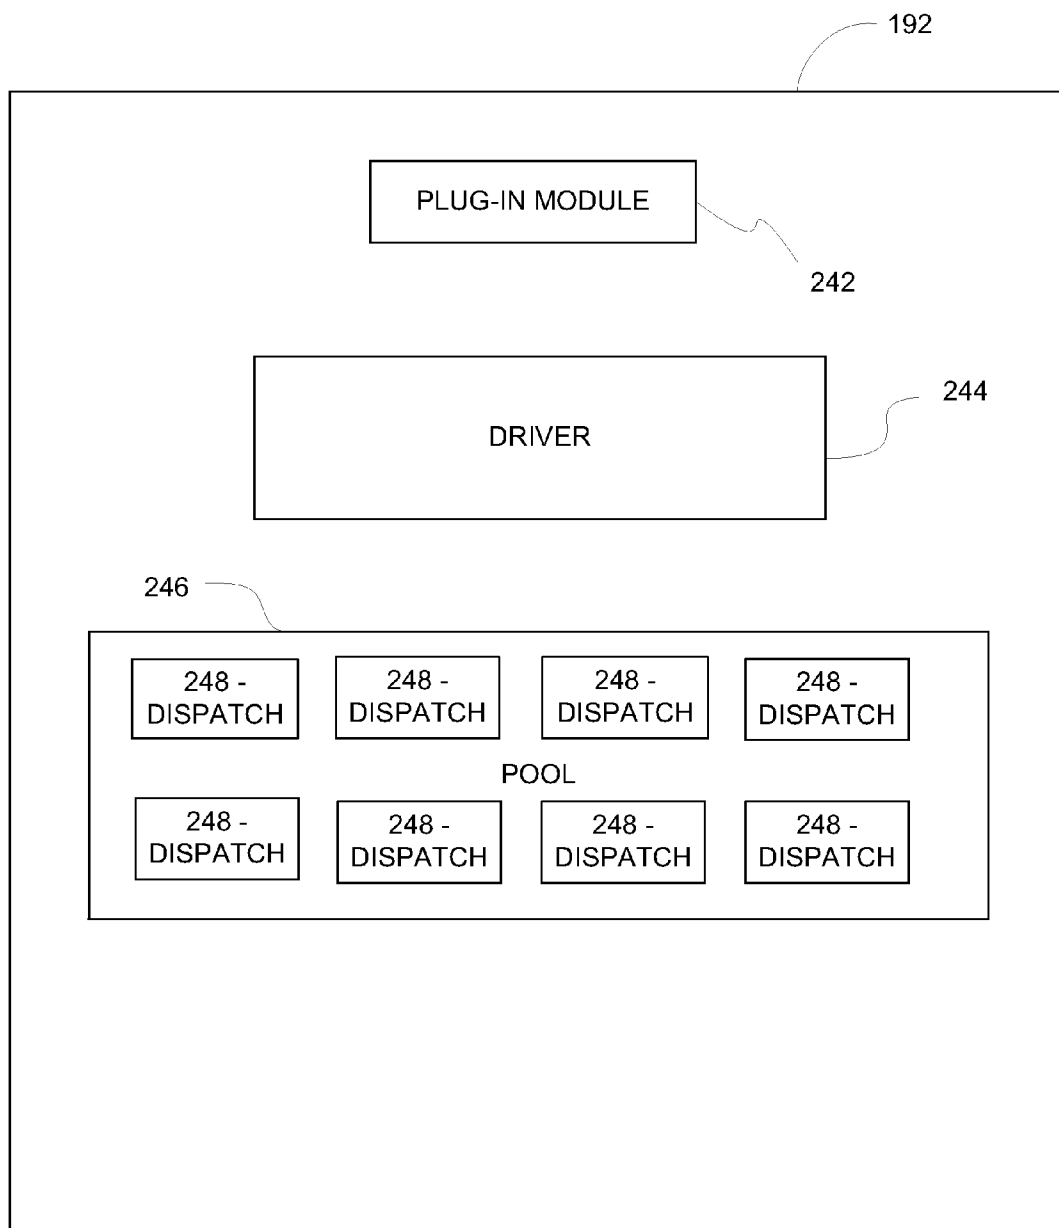 192
PLUG-IN MODULE
242
244
DRIVER
246
248 -
DISPATCH
248 -
DISPATCH
248 -
DISPATCH
248 -
DISPATCH
POOL
248 -
DISPATCH
248 -
DISPATCH
248 -
DISPATCH
248 -
DISPATCH